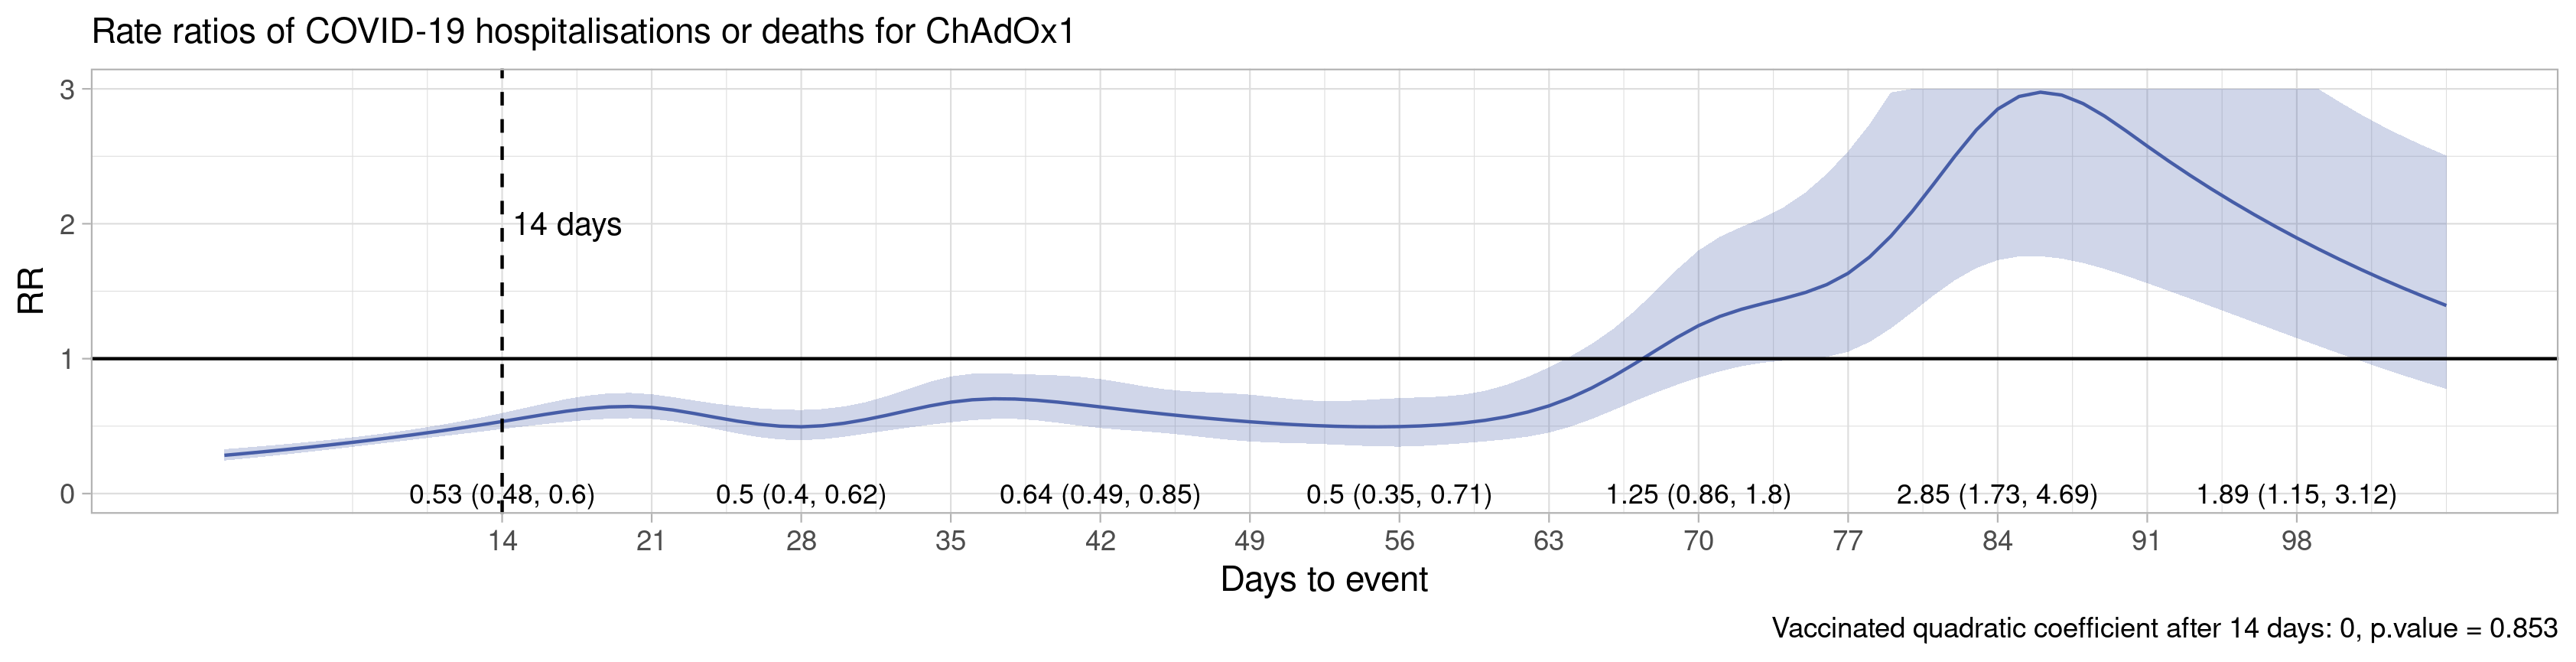 Rate ratios of COVID-19 hospitalisations or deaths for ChAdOx1
3
2
1
0
RR
14 days
0.53 (0.48, 0.6) 0.5 (0.4, 0.62) 0.64 (0.49, 0.85) 0.5 (0.35, 0.71) 1.25 (0.86, 1.8) 2.85 (1.73, 4.69) 1.89 (1.15, 3.12)
14 21 28 35 42 49 56 63 70 77 84 91 98
Days to event
Vaccinated quadratic coefficient after 14 days: 0, p.value = 0.853